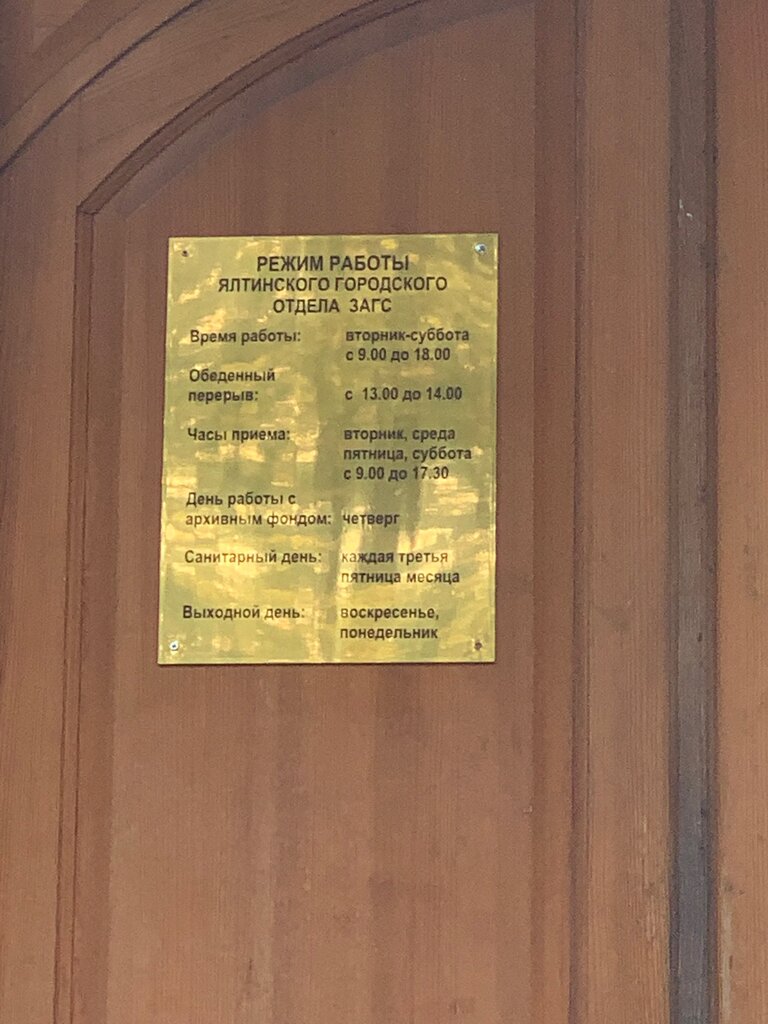 РЕЖИМ РАБОТЫ
ЯЛТИНСКОГО ГОРОДСКОГО
ОТДЕЛА ЗАГС
Время работы: вторник-суббота
с 9.00 до 18.00
Обеденный
перерыв: с 13.00 до 14.00
Часы приема: вторник, среда
пятница, суббота
с 9.00 до 17.30
День работы с
архивным фондом: четверг
Санитарный день: каждая третья
пятница месяца
Выходной день: воскресенье,
понедельник